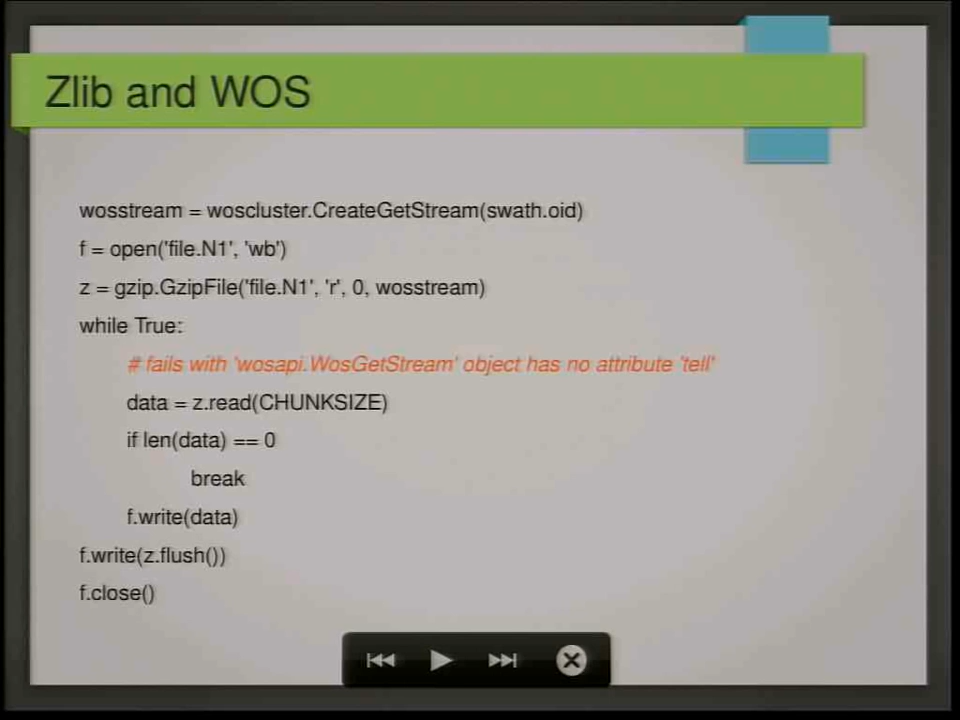 Zlib and WOS
wosstream = woscluster.CreateGetStream(swath.oid)
f = open('file.N1', 'wb')
z = gzip.GzipFile('file.N1', 'r', 0, wosstream)
while True:
# fails with 'wosapi.WosGetStream' object has no attribute 'tell'
data = z.read(CHUNKSIZE)
if len(data) == 0
break
f.write(data)
f.write(z.flush())
f.close()